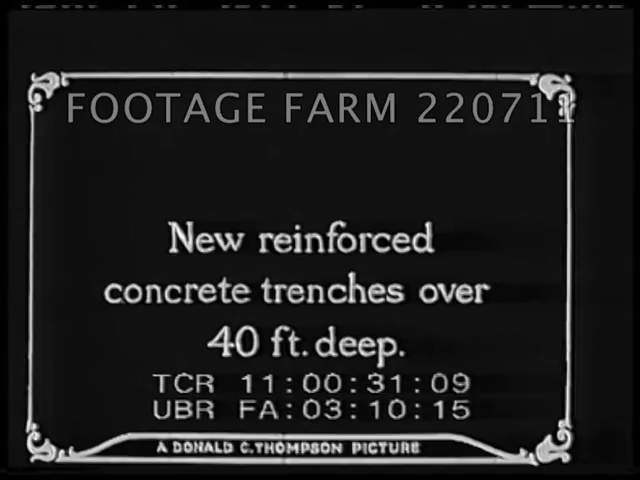 FOOTAGE FARM 220711
New reinforced
concrete trenches over
40 ft. deep.
TCR 11:00:31:09
UBR FA:03:10:15
A DONALD C. THOMPSON PICTURE